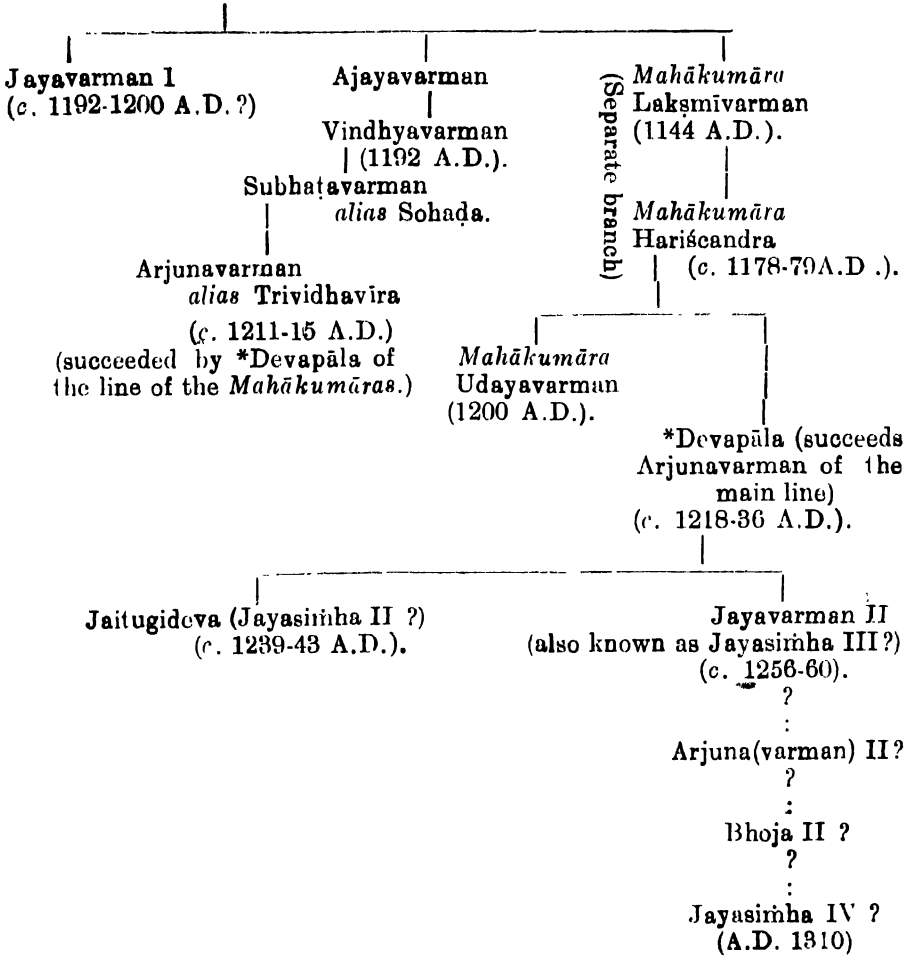 Jayavarman I
(c. 1192-1200 A.D. ?)
Ajayavarman
Vindhyavarman
(1192 A.D.).
Subhaṭavarman
alias Sohaḍa.
Arjunavarman
alias Trividhavīra
(c. 1211-15 A.D.)
(succeeded by *Devapāla of
the line of the Mahākumāras.)
(Separate branch)
Mahākumāra
Lakṣmīvarman
(1144 A.D.).
Mahākumāra
Hariścandra
(c. 1178-79 A.D .).
Mahākumāra
Udayavarman
(1200 A.D.).
*Devapāla (succeeds
Arjunavarman of the
main line)
(c. 1218-36 A.D.).
Jaitugideva (Jayasiṁha II ?)
(c. 1239-43 A.D.).
Jayavarman II
(also known as Jayasiṁha III ?)
(c. 1256-60).
?
:
Arjuna(varman) II ?
?
:
Bhoja II ?
?
:
Jayasiṁha IV ?
(A.D. 1310)